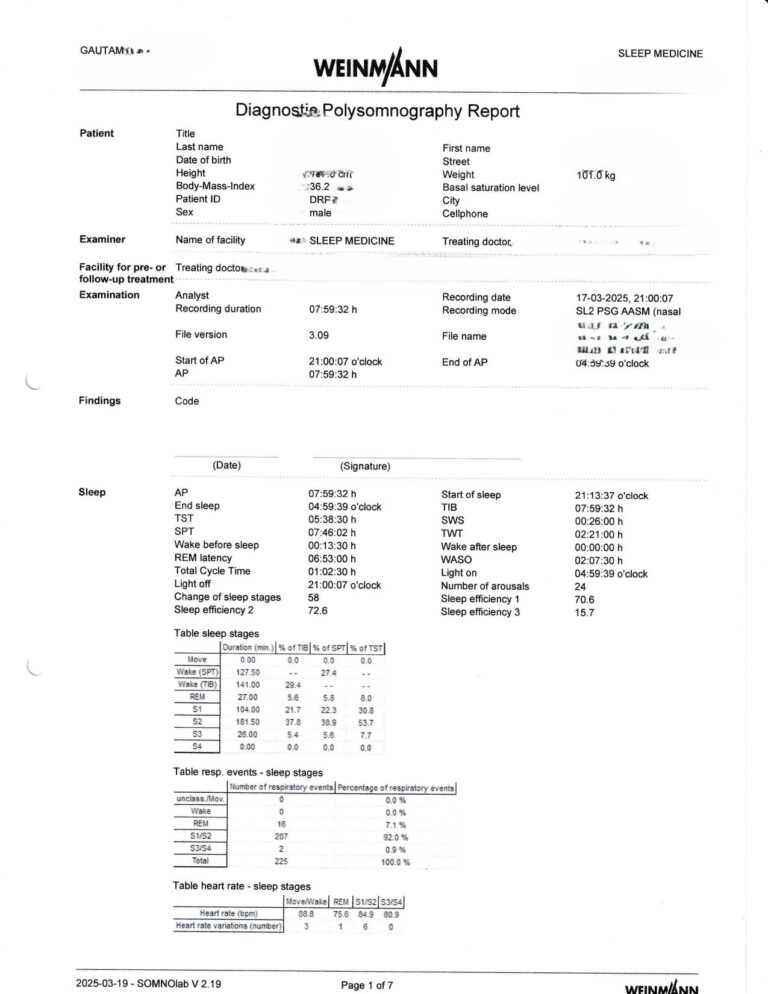 GAUTAM
WEINMANN
SLEEP MEDICINE
Diagnostic Polysomnography Report
Patient Title
Last name First name
Date of birth Street
Height Weight 101.0 kg
Body-Mass-Index 36.2 Basal saturation level
Patient ID DRP City
Sex male Cellphone
Examiner Name of facility SLEEP MEDICINE Treating doctor
Facility for pre- or Treating doctor
follow-up treatment
Examination Analyst Recording date 17-03-2025, 21:00:07
Recording duration 07:59:32 h Recording mode SL2 PSG AASM (nasal
File version 3.09 File name
Start of AP 21:00:07 o'clock End of AP 04:59:39 o'clock
AP 07:59:32 h
Findings Code
(Date) (Signature)
Sleep AP 07:59:32 h Start of sleep 21:13:37 o'clock
End sleep 04:59:39 o'clock TIB 07:59:32 h
TST 05:38:30 h SWS 00:26:00 h
SPT 07:46:02 h TWT 02:21:00 h
Wake before sleep 00:13:30 h Wake after sleep 00:00:00 h
REM latency 06:53:00 h WASO 02:07:30 h
Total Cycle Time 01:02:30 h Light on 04:59:39 o'clock
Light off 21:00:07 o'clock Number of arousals 24
Change of sleep stages 58 Sleep efficiency 1 70.6
Sleep efficiency 2 72.6 Sleep efficiency 3 15.7
Table sleep stages
Duration (min.) % of TIB % of SPT % of TST
Move 0.00 0.0 0.0 0.0
Wake (SPT) 127.50 -- 27.4 --
Wake (TIB) 141.00 29.4 -- --
REM 27.00 5.6 5.8 8.0
S1 104.00 21.7 22.3 30.8
S2 181.50 37.8 38.9 53.7
S3 26.00 5.4 5.6 7.7
S4 0.00 0.0 0.0 0.0
Table resp. events - sleep stages
Number of respiratory events Percentage of respiratory events
unclass./Mov. 0 0.0 %
Wake 0 0.0 %
REM 16 7.1 %
S1/S2 207 92.0 %
S3/S4 2 0.9 %
Total 225 100.0 %
Table heart rate - sleep stages
Move/Wake REM S1/S2 S3/S4
Heart rate (bpm) 88.8 75.6 84.9 80.9
Heart rate variations (number) 3 1 6 0
2025-03-19 - SOMNOlab V 2.19 Page 1 of 7 WEINMANN